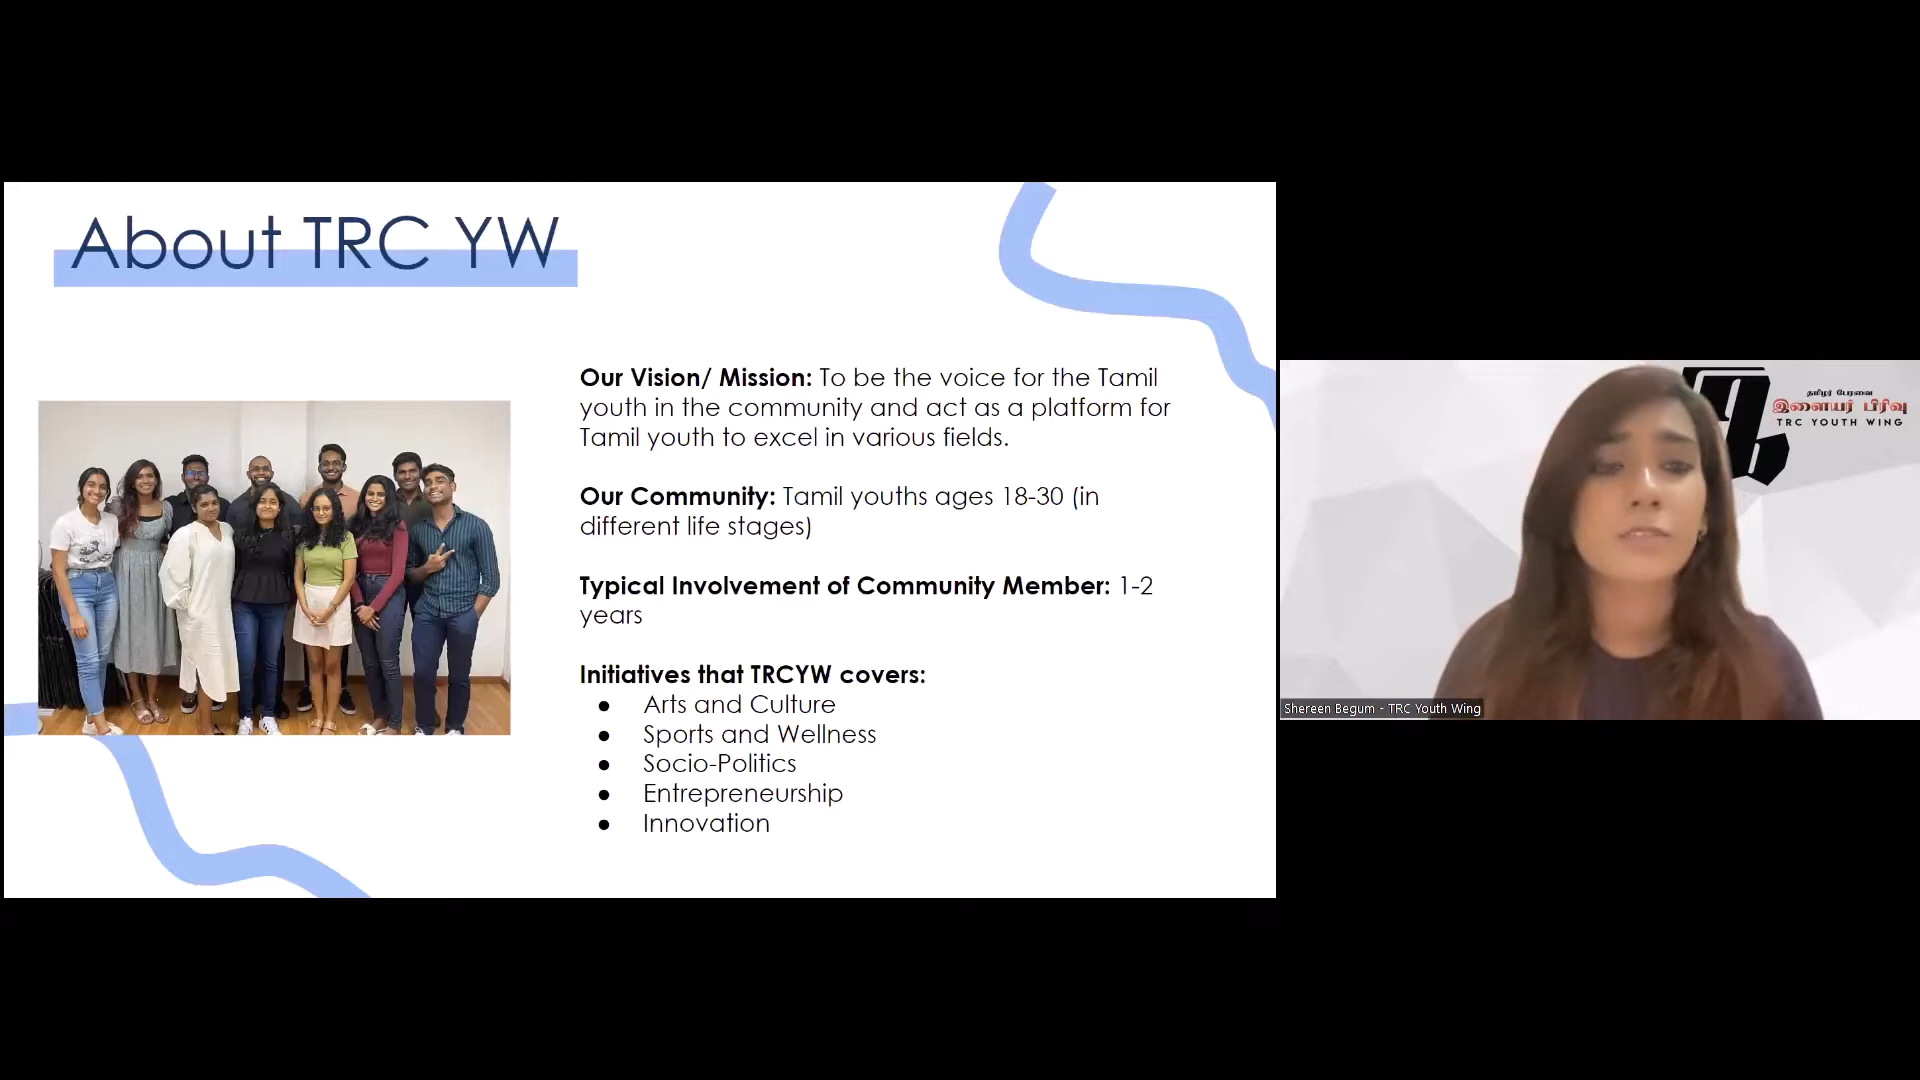 About TRC YW
Our Vision/ Mission: To be the voice for the Tamil
youth in the community and act as a platform for
Tamil youth to excel in various fields.
Our Community: Tamil youths ages 18-30 (in
different life stages)
Typical Involvement of Community Member: 1-2
years
Initiatives that TRCYW covers:
● Arts and Culture
● Sports and Wellness
● Socio-Politics
● Entrepreneurship
● Innovation
தமிழர் பேரவை
இளையர் பிரிவு
TRC YOUTH WING
Shereen Begum - TRC Youth Wing